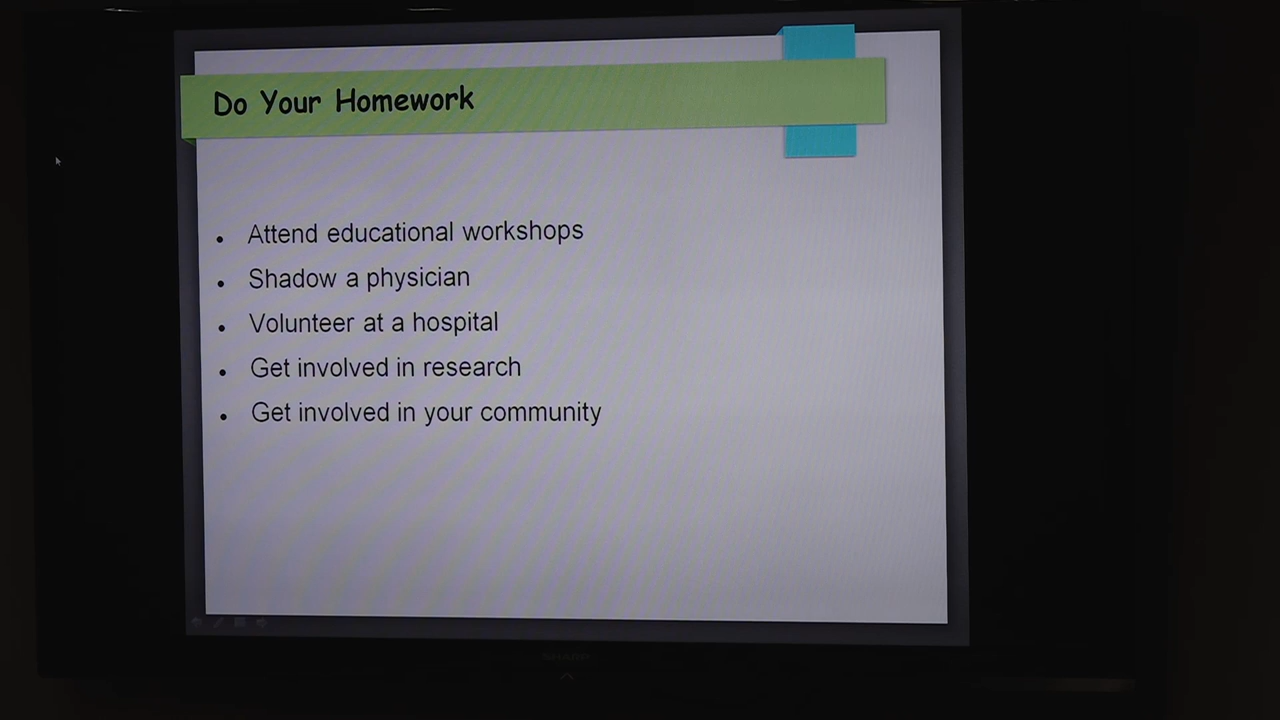 Do Your Homework
• Attend educational workshops
• Shadow a physician
• Volunteer at a hospital
• Get involved in research
• Get involved in your community
SHARP